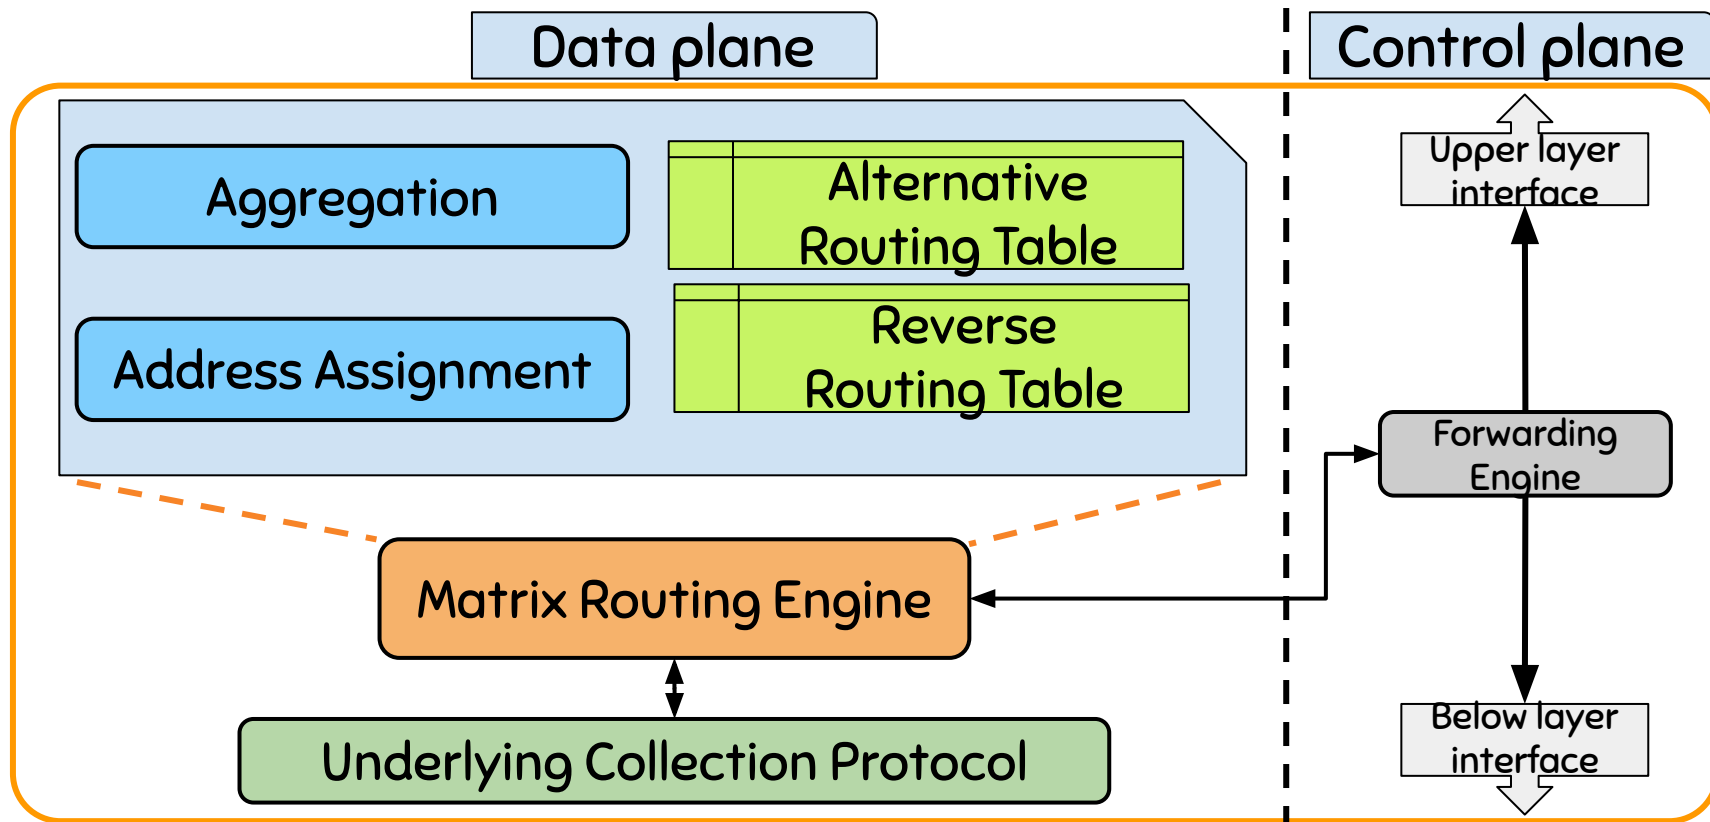 Data plane
Control plane
Aggregation
Address Assignment
Alternative
Routing Table
Reverse
Routing Table
Matrix Routing Engine
Underlying Collection Protocol
Upper layer
interface
Forwarding
Engine
Below layer
interface